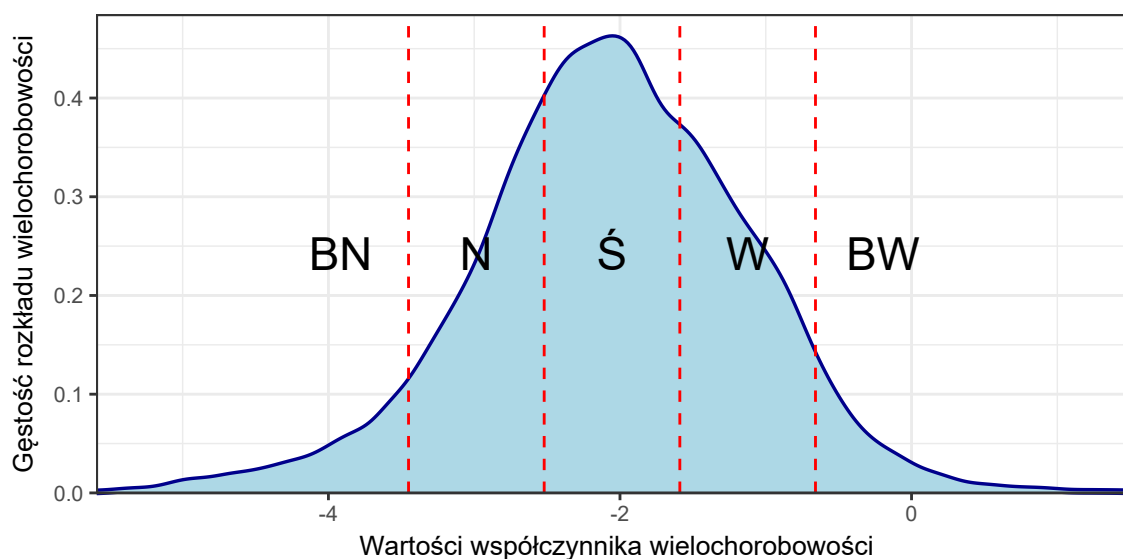 Gęstość rozkładu wielochorobowości
0.4
0.3
0.2
0.1
0.0
BN N Ś W BW
-4 -2 0
Wartości współczynnika wielochorobowości